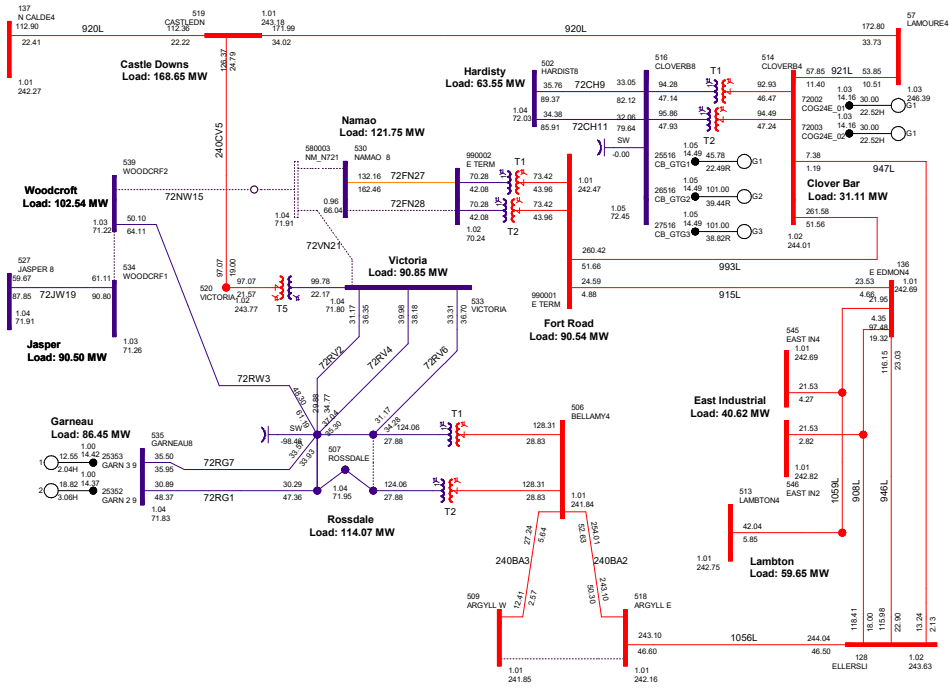 137
N CALDE4
112.90
22.41
1.01
242.27
920L
519
CASTLEDN
112.36
22.22
1.01
243.18
171.99
34.02
920L
172.80
33.73
57
LAMOURE4
1.03
246.39
Castle Downs
Load: 168.65 MW
126.37
24.79
240CV5
97.07
19.00
Hardisty
Load: 63.55 MW
502
HARDIST8
35.76
89.37
34.38
85.91
1.04
72.03
72CH9
72CH11
33.05
82.12
32.06
79.64
SW
-0.00
516
CLOVERB8
94.28
47.14
95.86
47.93
1.05
72.45
T1
T2
92.93
46.47
94.49
47.24
514
CLOVERB4
57.85
11.40
921L
53.85
10.51
72002
COG24E_01
1.03
14.16
30.00
22.52H
G1
72003
COG24E_02
1.03
14.16
30.00
22.52H
G1
25516
CB_GTG1
1.05
14.49
45.78
22.49R
G1
26516
CB_GTG2
1.05
14.49
101.00
39.44R
G2
27516
CB_GTG3
1.05
14.49
101.00
38.82R
G3
7.38
1.19
947L
Clover Bar
Load: 31.11 MW
261.58
51.56
1.02
244.01
Namao
Load: 121.75 MW
580003
NM_N721
1.04
71.91
530
NAMAO 8
132.16
162.46
0.96
66.04
72FN27
72FN28
990002
E TERM
70.28
42.08
70.28
42.08
1.02
70.24
T1
T2
73.42
43.96
73.42
43.96
1.01
242.47
260.42
51.66
24.59
4.88
990001
E TERM
993L
915L
Fort Road
Load: 90.54 MW
539
WOODCRF2
Woodcroft
Load: 102.54 MW
1.03
71.22
50.10
64.11
72NW15
72VN21
527
JASPER 8
59.67
87.85
72JW19
61.11
90.80
534
WOODCRF1
1.04
71.91
1.03
71.26
Jasper
Load: 90.50 MW
520
VICTORIA
97.07
21.57
1.02
243.77
T5
99.78
22.17
1.04
71.80
Victoria
Load: 90.85 MW
533
VICTORIA
31.17
36.35
39.98
38.18
33.31
36.70
72RV2
72RV4
72RV6
72RW3
48.30
61.19
29.88
34.77
37.04
35.30
31.17
34.28
Garneau
Load: 86.45 MW
535
GARNEAU8
1
12.55
2.04H
1.00
14.42
25353
GARN 3 9
2
18.82
3.06H
1.00
14.42
25352
GARN 2 9
35.50
35.95
30.89
48.37
1.04
71.83
72RG7
72RG1
SW
-98.46
33.57
33.93
30.29
47.36
507
ROSSDALE
1.04
71.95
124.06
27.88
124.06
27.88
Rossdale
Load: 114.07 MW
T1
T2
128.31
28.83
128.31
28.83
506
BELLAMY4
1.01
241.84
27.24
5.64
254.01
52.63
240BA3
240BA2
12.41
2.57
243.10
50.30
509
ARGYLL W
1.01
241.85
518
ARGYLL E
1.01
242.16
243.10
46.60
1056L
244.04
46.50
128
ELLERSLI
1.02
243.63
136
E EDMON4
1.01
242.69
23.53
4.66
21.95
4.35
97.48
19.32
116.15
23.03
545
EAST IN4
1.01
242.69
21.53
4.27
East Industrial
Load: 40.62 MW
21.53
2.82
1.01
242.82
546
EAST IN2
513
LAMBTON4
42.04
5.85
1.01
242.75
Lambton
Load: 59.65 MW
1059L
908L
946L
118.41
18.00
115.98
22.90
13.24
2.13